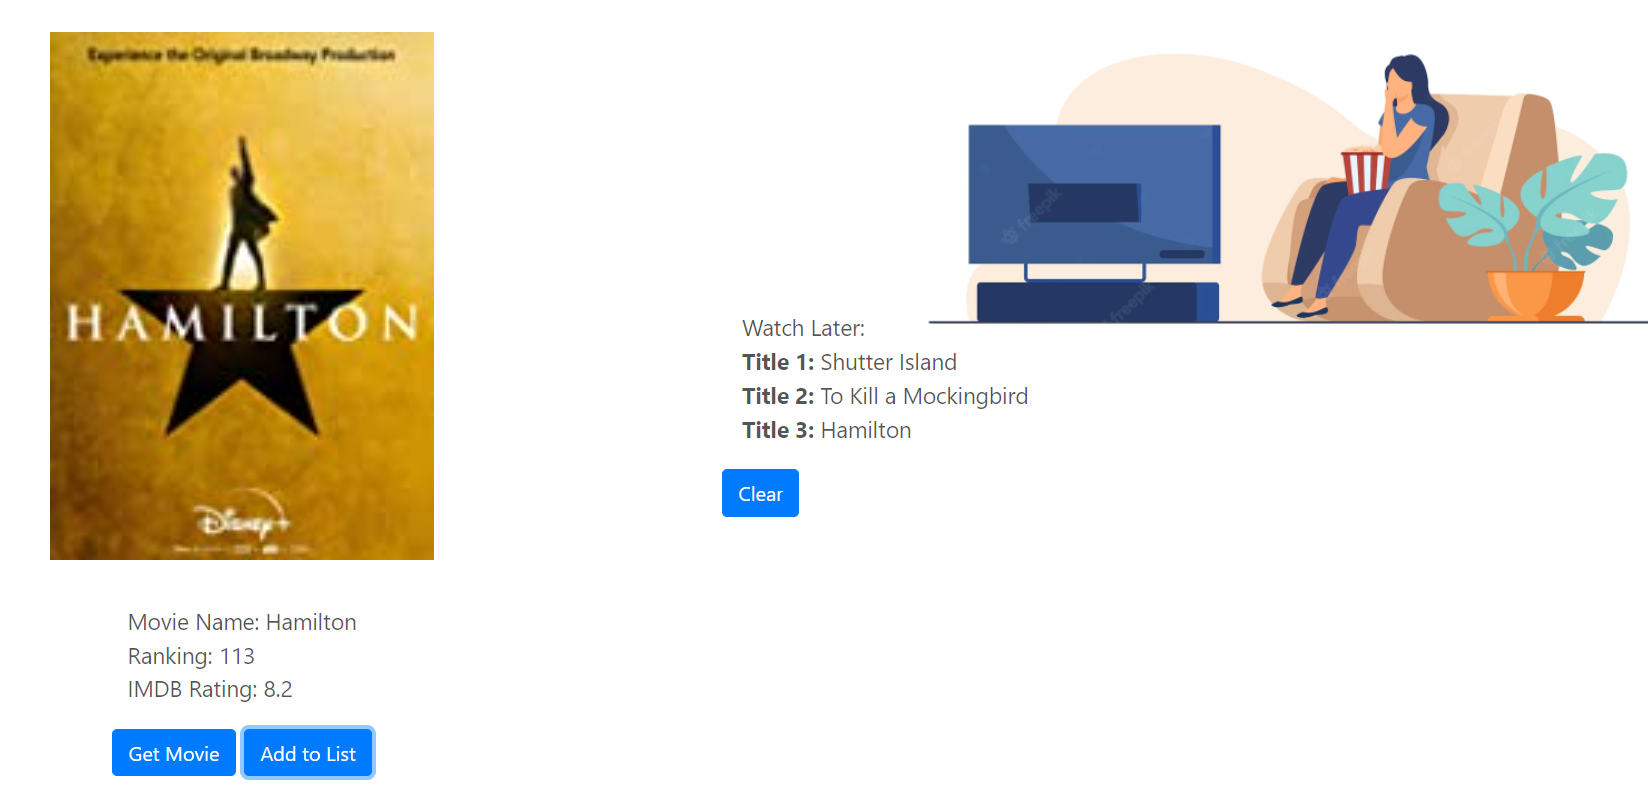 Experience the Original Broadway Production
HAMILTON
Disney+
Movie Name: Hamilton
Ranking: 113
IMDB Rating: 8.2
Get Movie
Add to List
freepik
freepik
Watch Later:
Title 1: Shutter Island
Title 2: To Kill a Mockingbird
Title 3: Hamilton
Clear